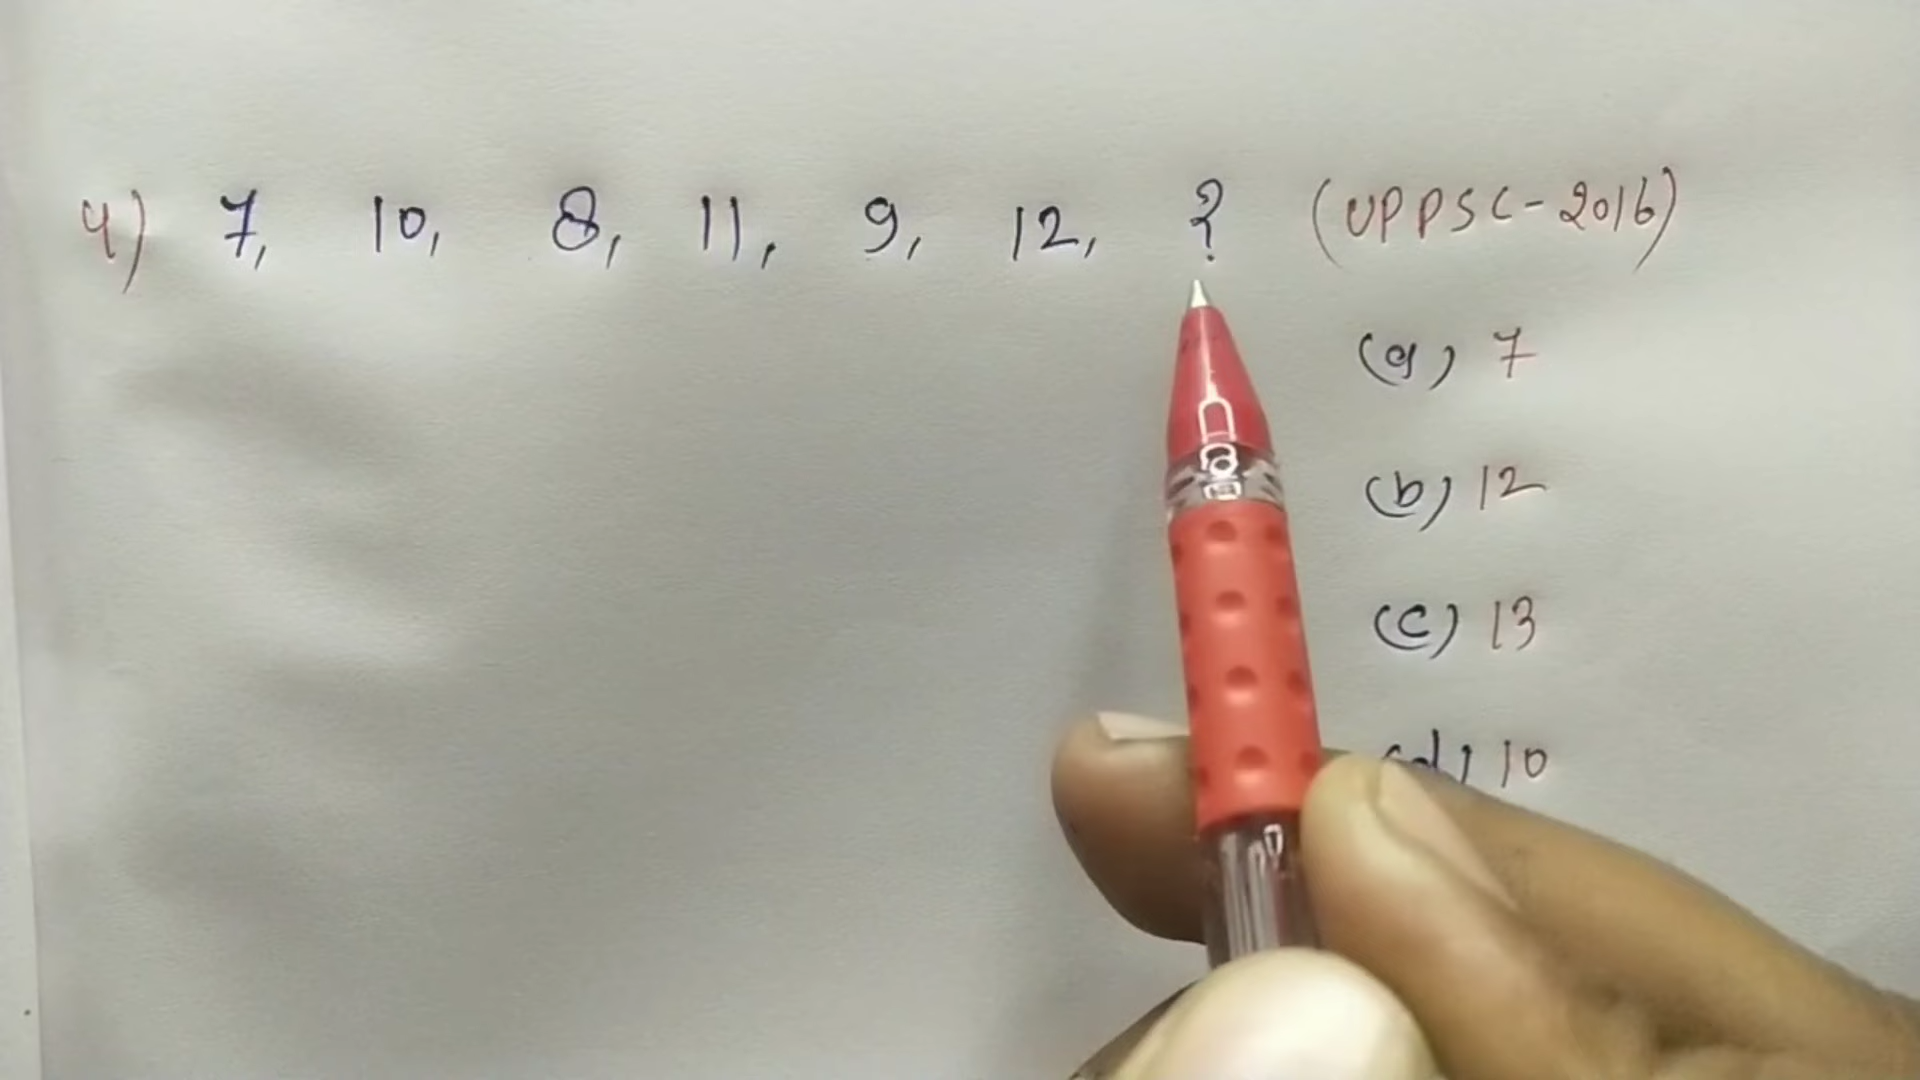 4) 7, 10, 8, 11, 9, 12, ? (UPPSC-2016)
(a) 7
(b) 12
(c) 13
(d) 10